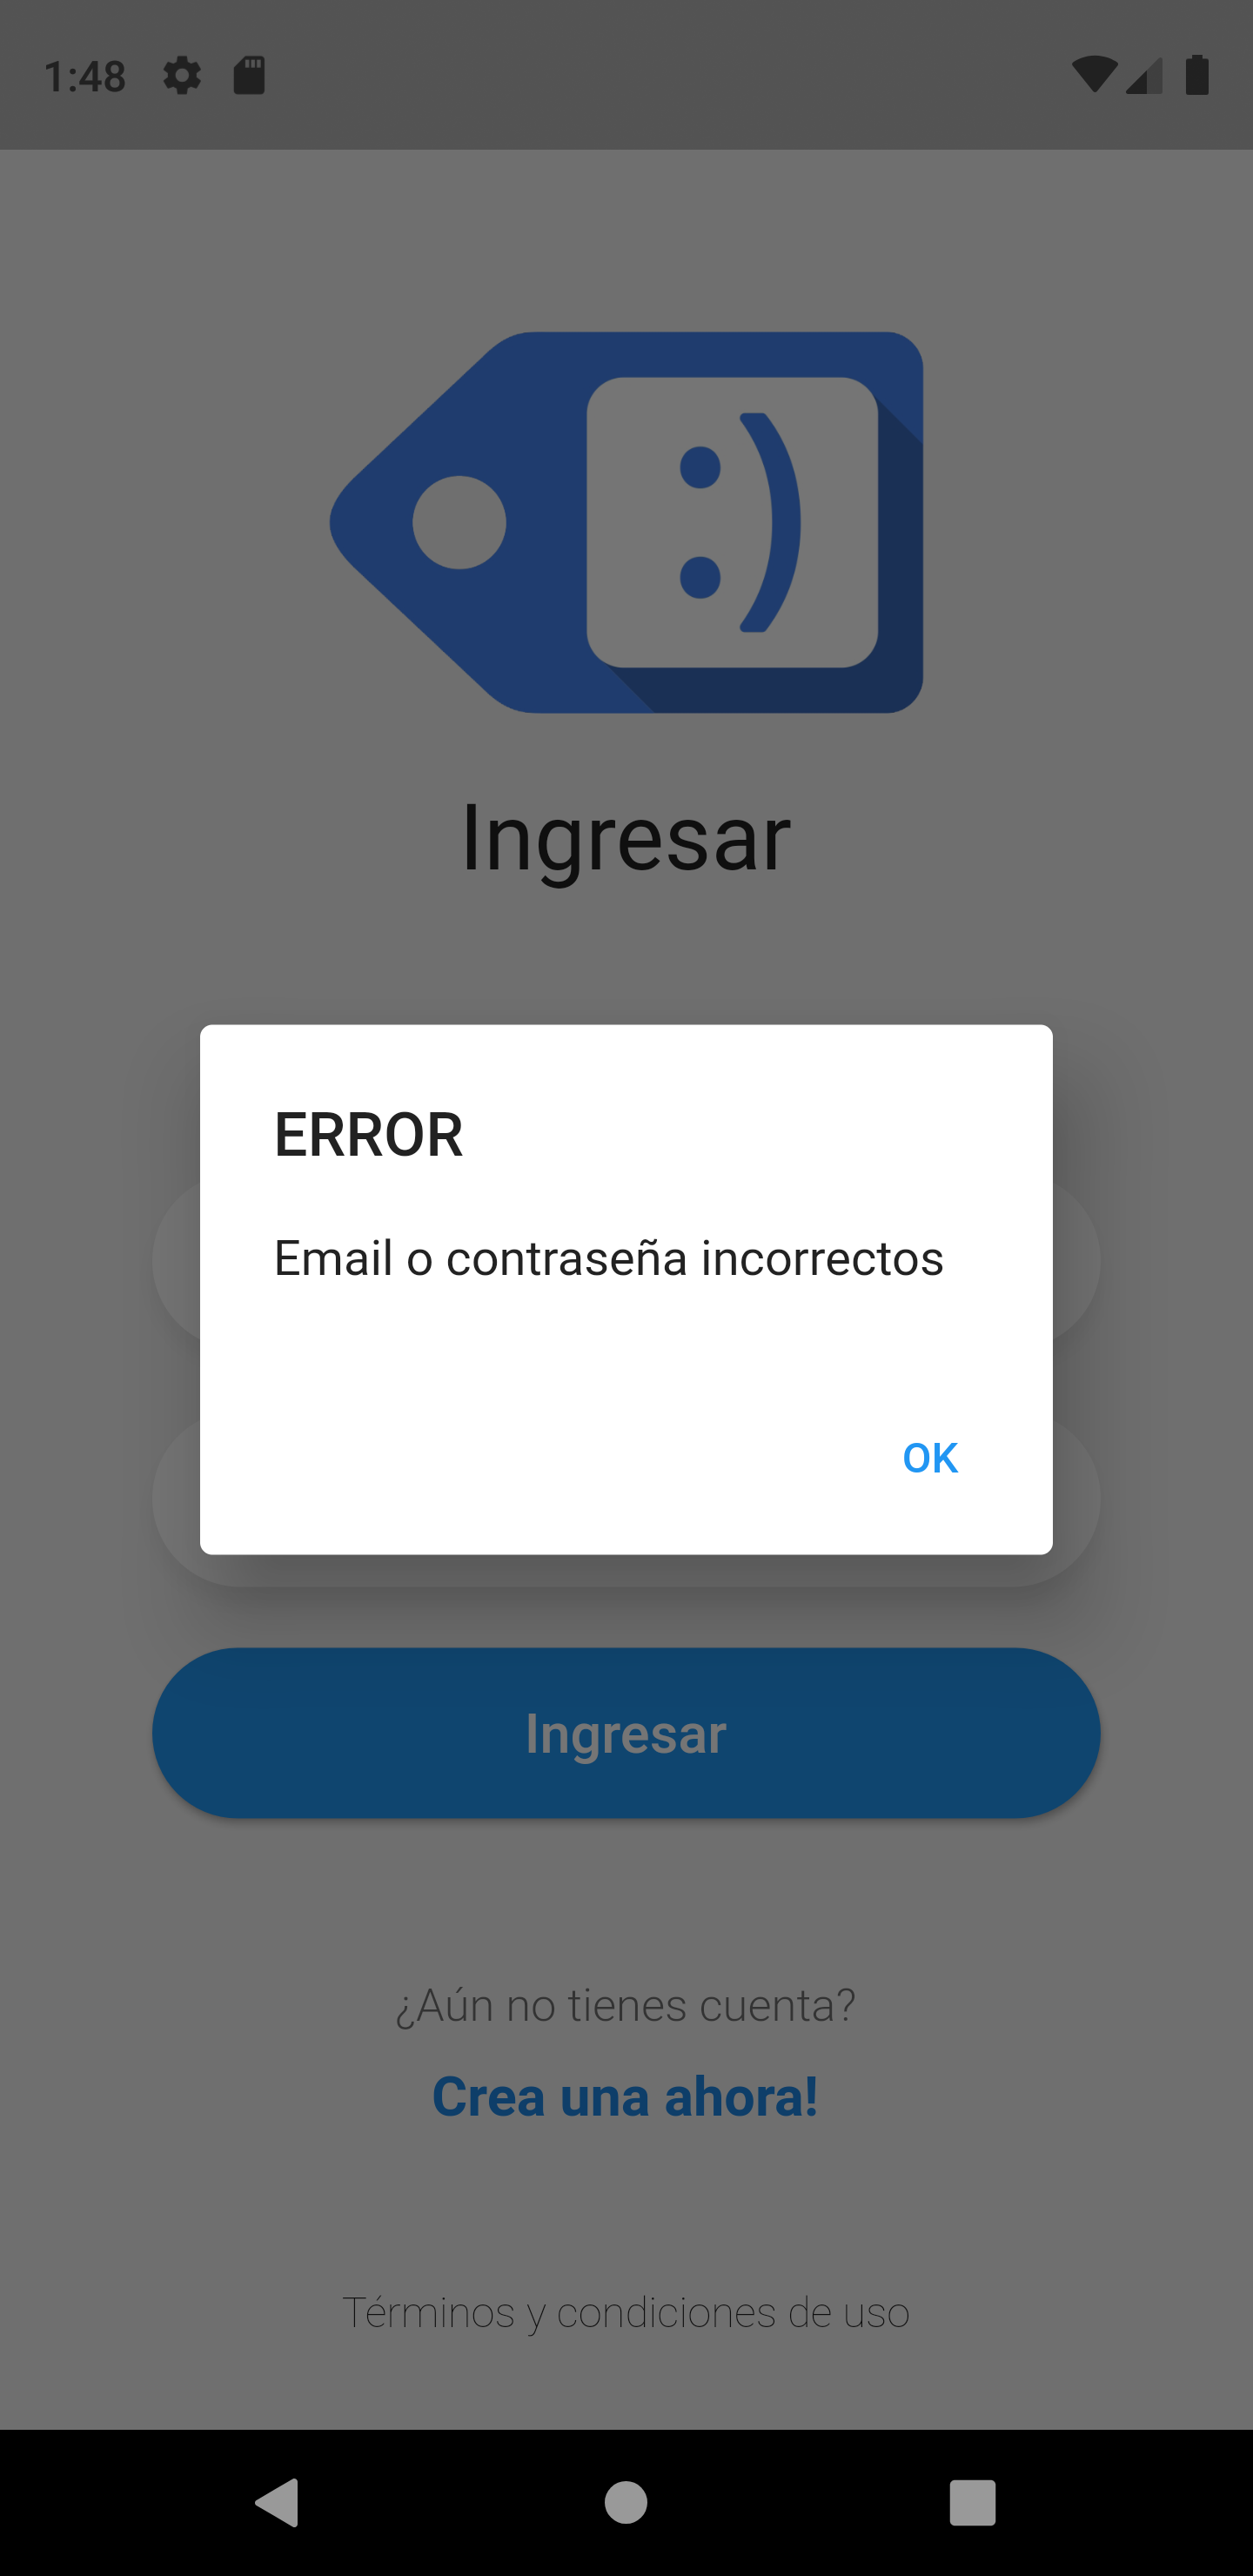 1:48
:)
Ingresar
ERROR
Email o contraseña incorrectos
OK
Ingresar
¿Aún no tienes cuenta?
Crea una ahora!
Términos y condiciones de uso